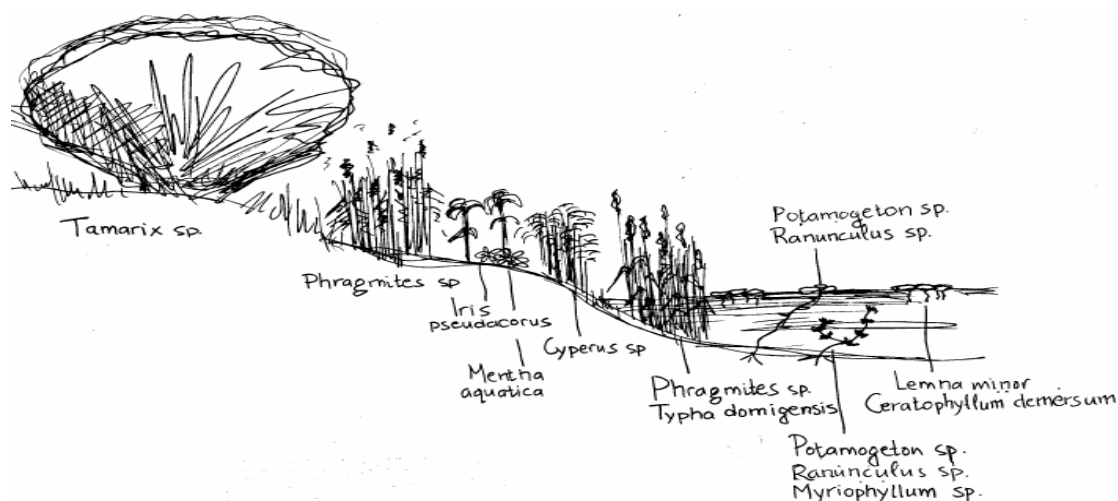 Tamarix sp.
Phragmites sp
Iris
pseudacorus
Mentha
aquatica
Cyperus sp
Phragmites sp.
Typha domigensis
Potamogeton sp.
Ranunculus sp.
Potamogeton sp.
Ranunculus sp.
Myriophyllum sp.
Lemna minor
Ceratophyllum demersum